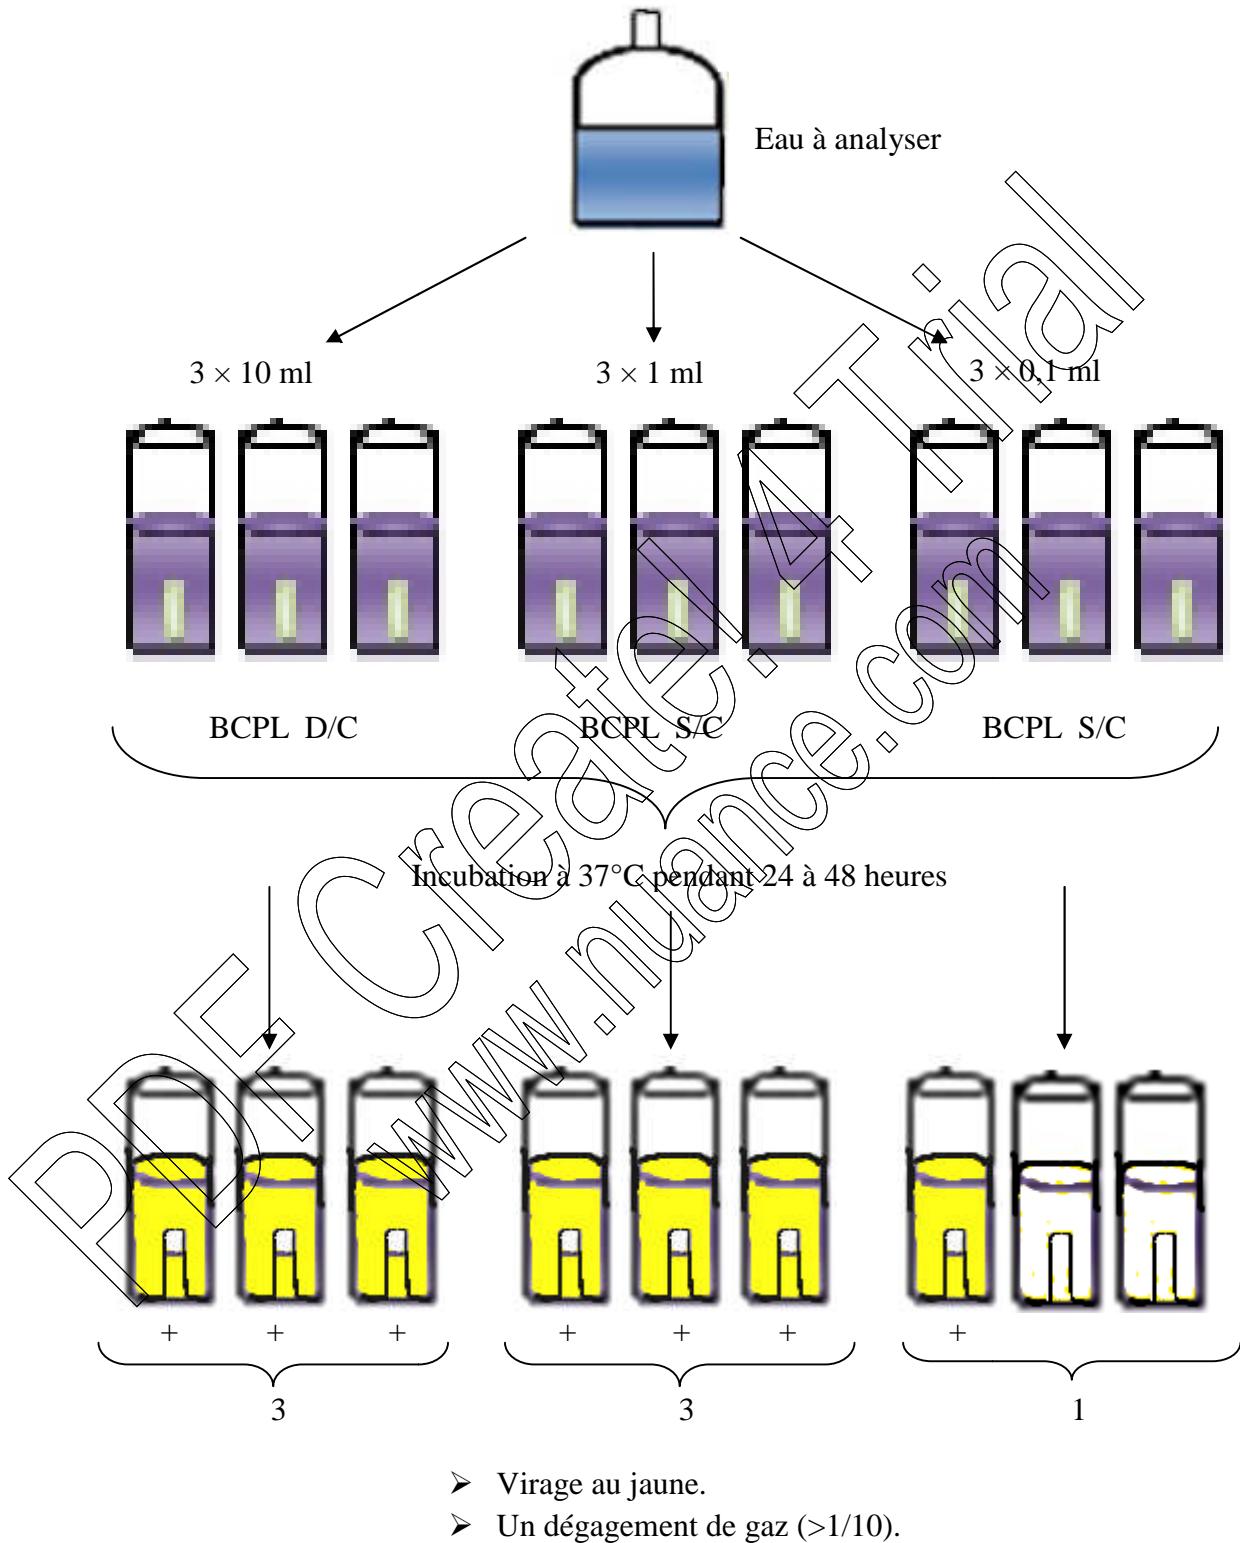 Eau à analyser
3 × 10 ml
3 × 1 ml
3 × 0,1 ml
BCPL D/C
BCPL S/C
BCPL S/C
Incubation à 37°C pendant 24 à 48 heures
+ + +
+ + +
+
3
3
1
➢ Virage au jaune.
➢ Un dégagement de gaz (>1/10).
PDF Create! 4 Trial
www.nuance.com